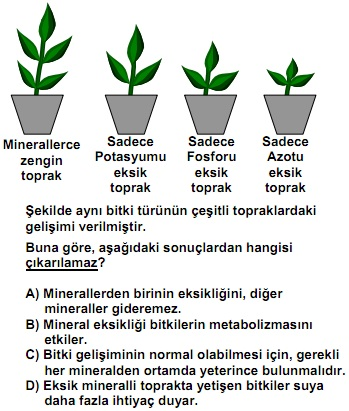 Minerallerce
zengin
toprak
Sadece
Potasyumu
eksik
toprak
Sadece
Fosforu
eksik
toprak
Sadece
Azotu
eksik
toprak
Şekilde aynı bitki türünün çeşitli topraklardaki
gelişimi verilmiştir.
Buna göre, aşağıdaki sonuçlardan hangisi
çıkarılamaz?
A) Minerallerden birinin eksikliğini, diğer
mineraller gideremez.
B) Mineral eksikliği bitkilerin metabolizmasını
etkiler.
C) Bitki gelişiminin normal olabilmesi için, gerekli
her mineralden ortamda yeterince bulunmalıdır.
D) Eksik mineralli toprakta yetişen bitkiler suya
daha fazla ihtiyaç duyar.